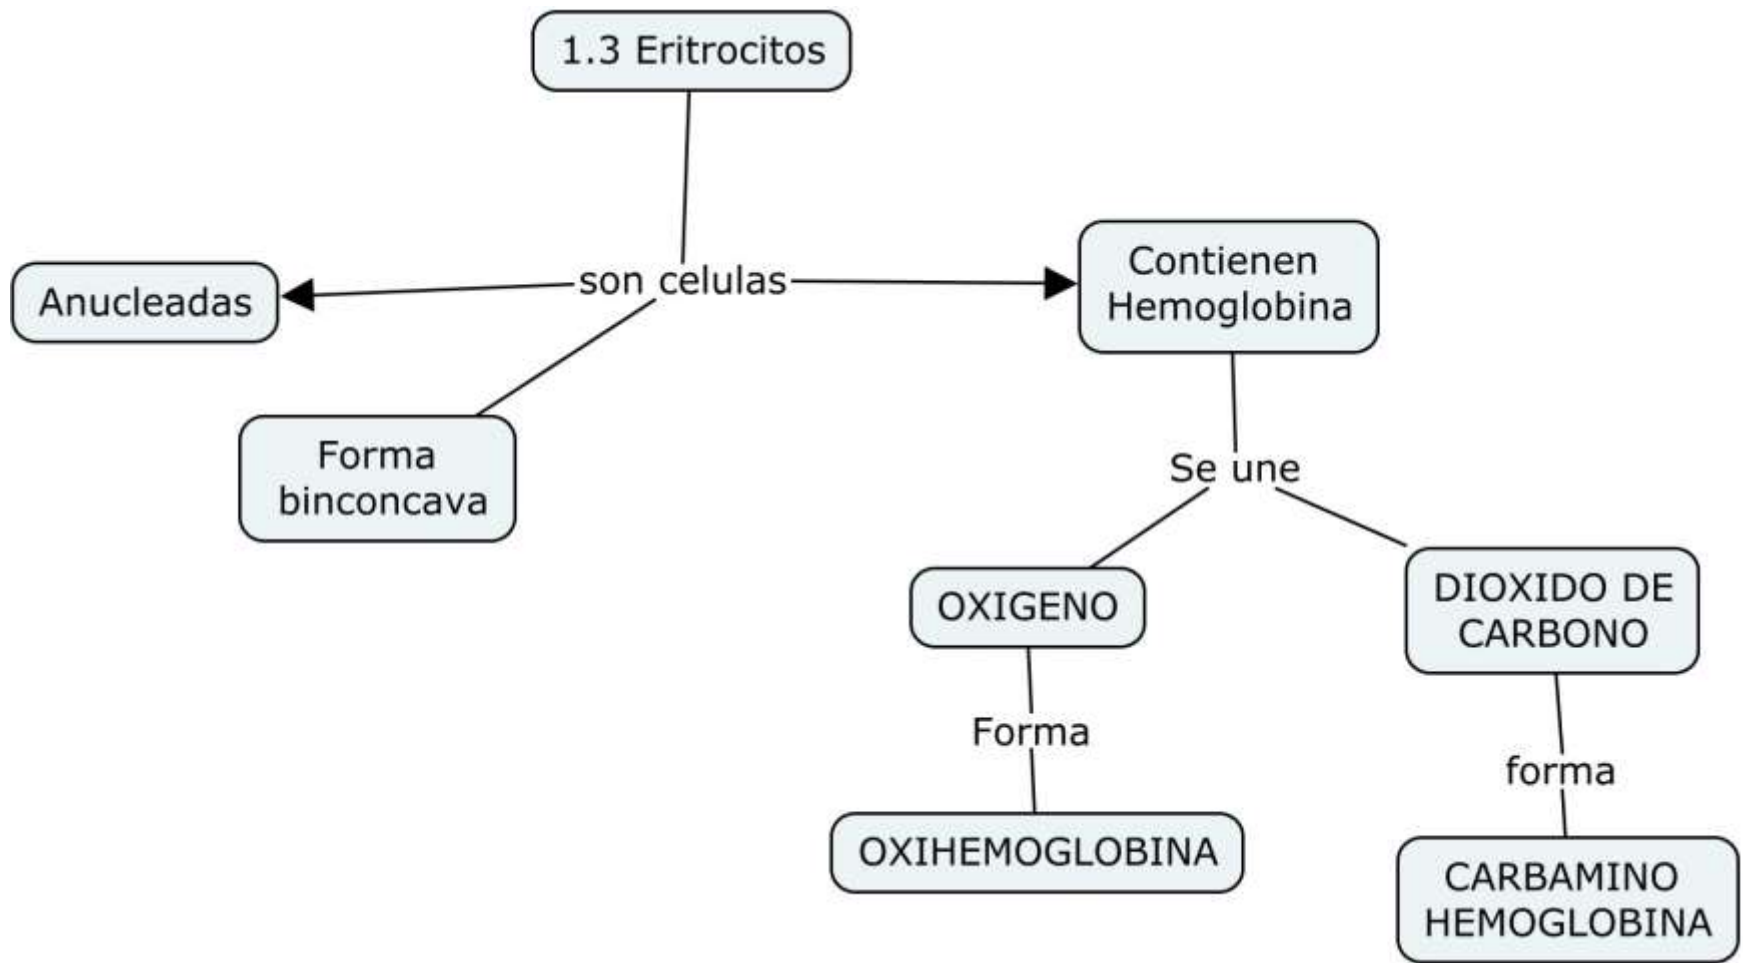 1.3 Eritrocitos
son celulas
Anucleadas
Forma
binconcava
Contienen
Hemoglobina
Se une
OXIGENO
Forma
OXIHEMOGLOBINA
DIOXIDO DE
CARBONO
forma
CARBAMINO
HEMOGLOBINA